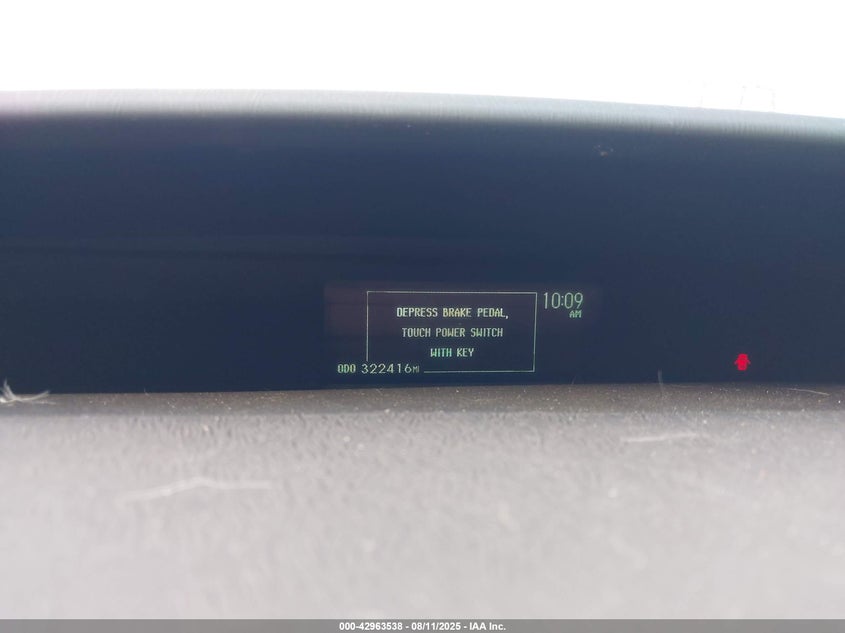 DEPRESS BRAKE PEDAL,
TOUCH POWER SWITCH
WITH KEY
10:09
AM
ODO 322416MI
000-42963538 - 08/11/2025 - IAA Inc.